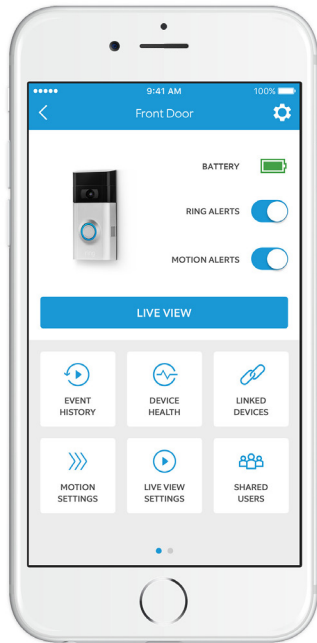 9:41 AM
100%
Front Door
BATTERY
RING ALERTS
MOTION ALERTS
LIVE VIEW
EVENT
HISTORY
DEVICE
HEALTH
LINKED
DEVICES
MOTION
SETTINGS
LIVE VIEW
SETTINGS
SHARED
USERS